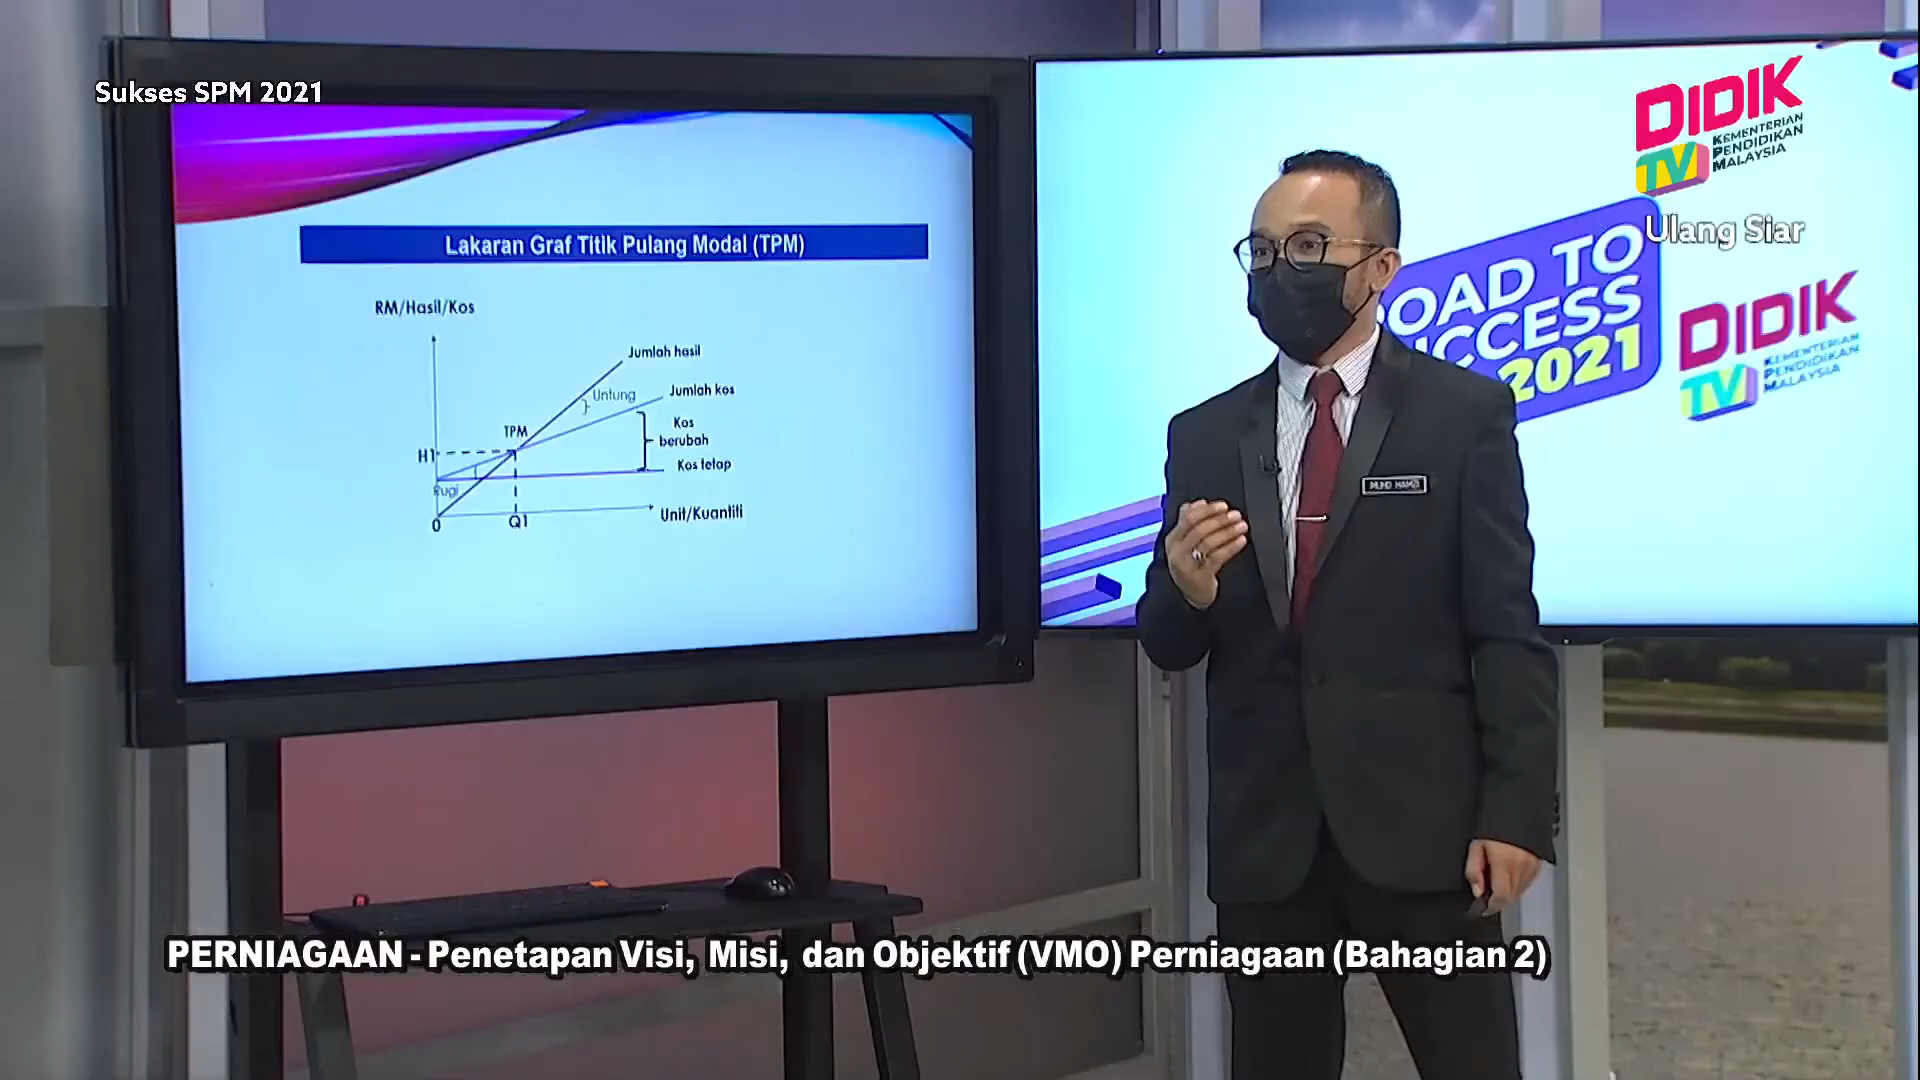 Sukses SPM 2021
Lakaran Graf Titik Pulang Modal (TPM)
RM/Hasil/Kos
Jumlah hasil
Untung
Jumlah kos
TPM
Kos
berubah
H1
Kos tetap
Rugi
0
Q1
Unit/Kuantiti
DIDIK
TV
KEMENTERIAN
PENDIDIKAN
MALAYSIA
Ulang Siar
TO
2021
DIDIK
TV
KEMENTERIAN
PENDIDIKAN
MALAYSIA
PERNIAGAAN - Penetapan Visi, Misi, dan Objektif (VMO) Perniagaan (Bahagian 2)